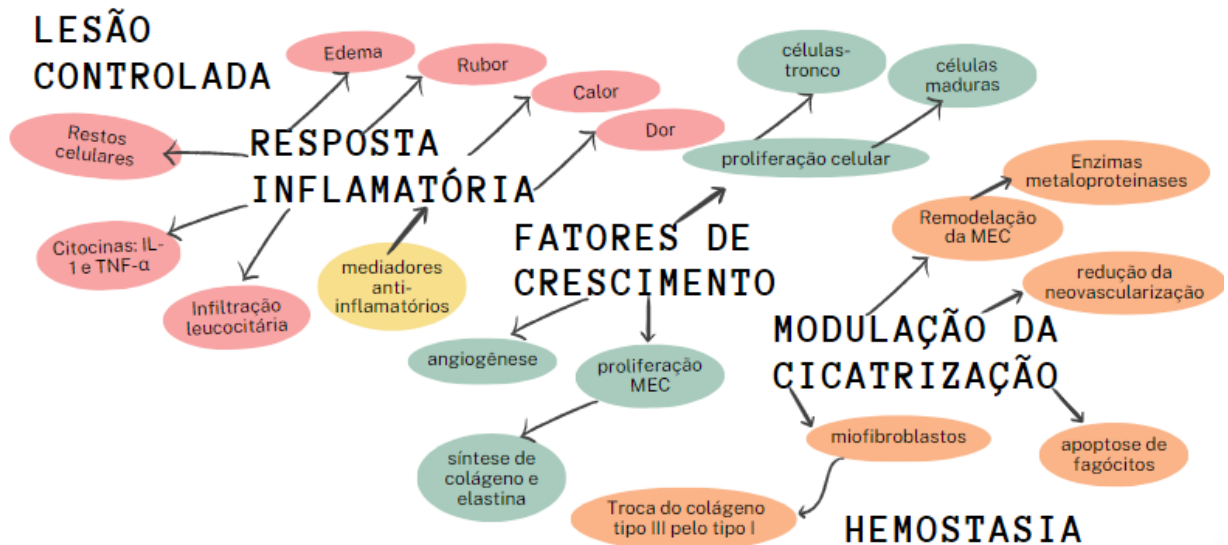 LESÃO
CONTROLADA
Edema
Rubor
Calor
Dor
Restos
celulares
RESPOSTA
INFLAMATÓRIA
Citocinas: IL-
1 e TNF-α
Infiltração
leucocitária
mediadores
anti-
inflamatórios
células-
tronco
células
maduras
proliferação celular
FATORES DE
CRESCIMENTO
angiogênese
proliferação
MEC
síntese de
colágeno e
elastina
Enzimas
metaloproteinases
Remodelação
da MEC
redução da
neovascularização
MODULAÇÃO DA
CICATRIZAÇÃO
miofibroblastos
apoptose de
fagócitos
Troca do colágeno
tipo III pelo tipo I
HEMOSTASIA